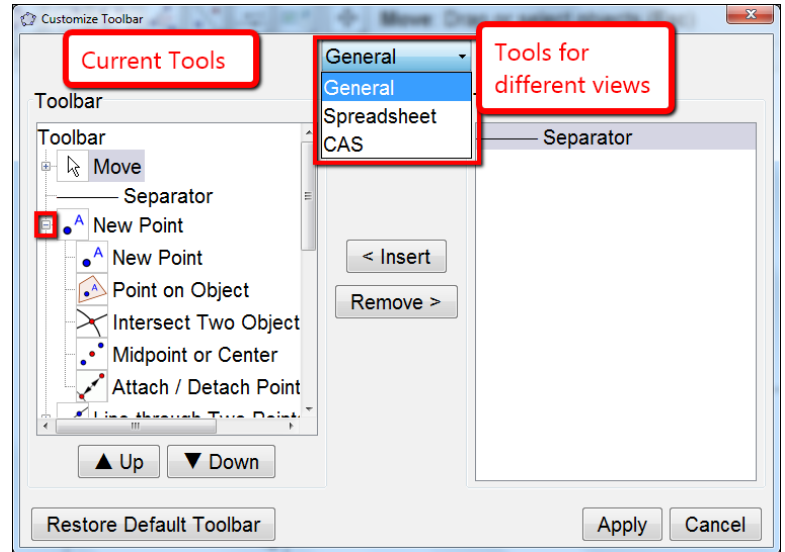 Customize Toolbar
Move: Drag or select objects (Esc)
Current Tools
General
Tools for
different views
General
Spreadsheet
CAS
Toolbar
Toolbar
Move
Separator
New Point
A
New Point
A
Point on Object
A
Intersect Two Object
Midpoint or Center
Attach / Detach Point
Line through Two Points
< Insert
Remove >
Separator
▲ Up
▼ Down
Restore Default Toolbar
Apply
Cancel